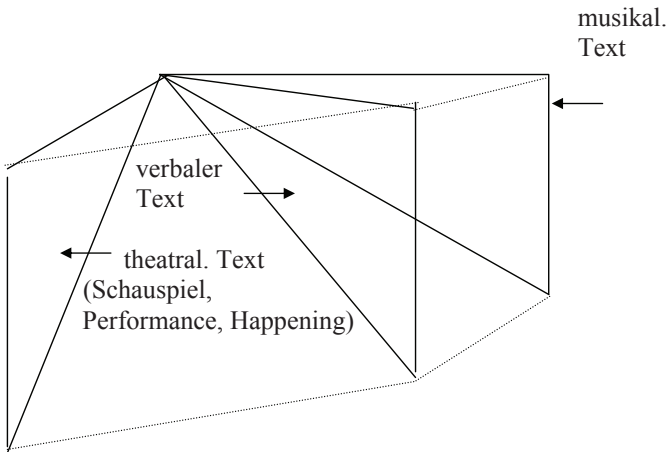 musikal.
Text
verbaler
Text
theatral. Text
(Schauspiel,
Performance, Happening)